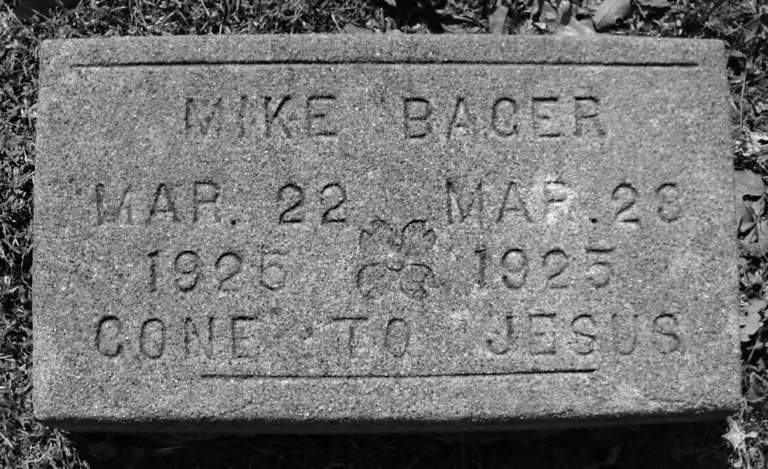 MIKE BAGER
MAR. 22 MAR. 23
1925 1925
GONE TO JESUS